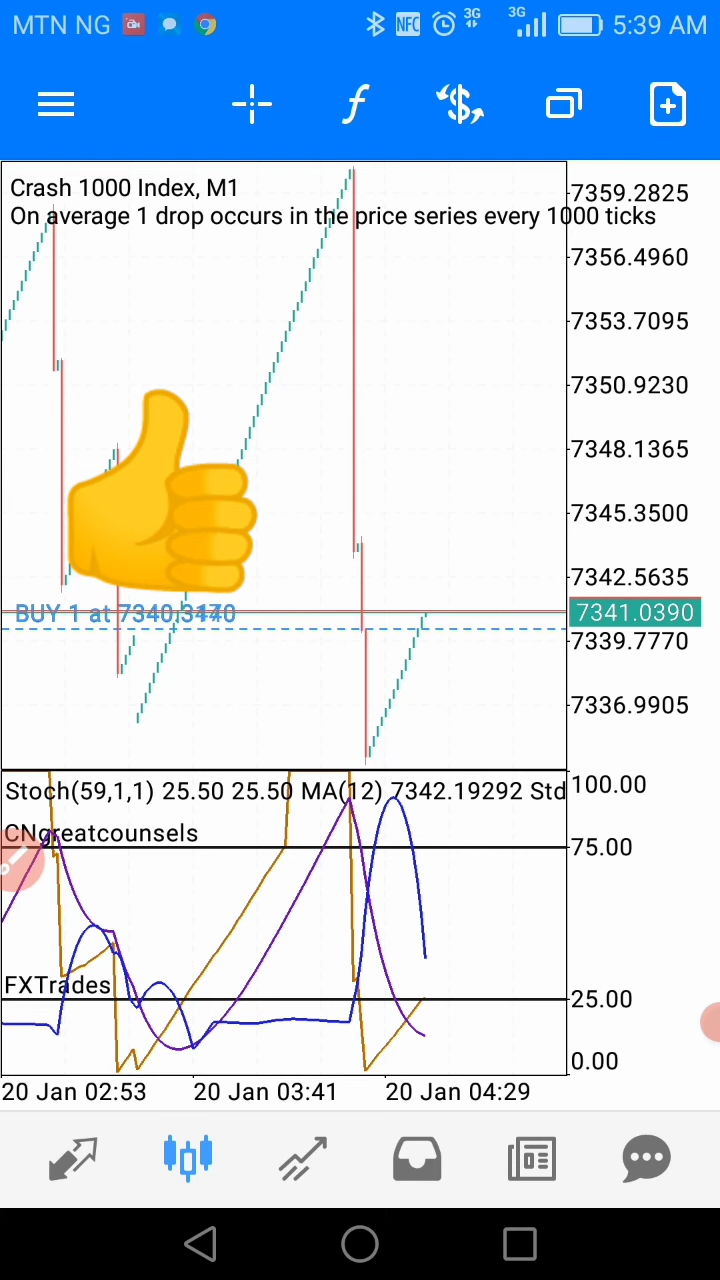 MTN NG NFC 3G 3G 5:39 AM
Crash 1000 Index, M1
On average 1 drop occurs in the price series every 1000 ticks
7359.2825
7356.4960
7353.7095
7350.9230
7348.1365
7345.3500
7342.5635
BUY 1 at
7341.0390
7339.7770
7336.9905
Stoch(59,1,1) 25.50 25.50 MA(12) 7342.19292 Std
100.00
CNgreatcounsels
75.00
FXTrades
25.00
0.00
20 Jan 02:53 20 Jan 03:41 20 Jan 04:29